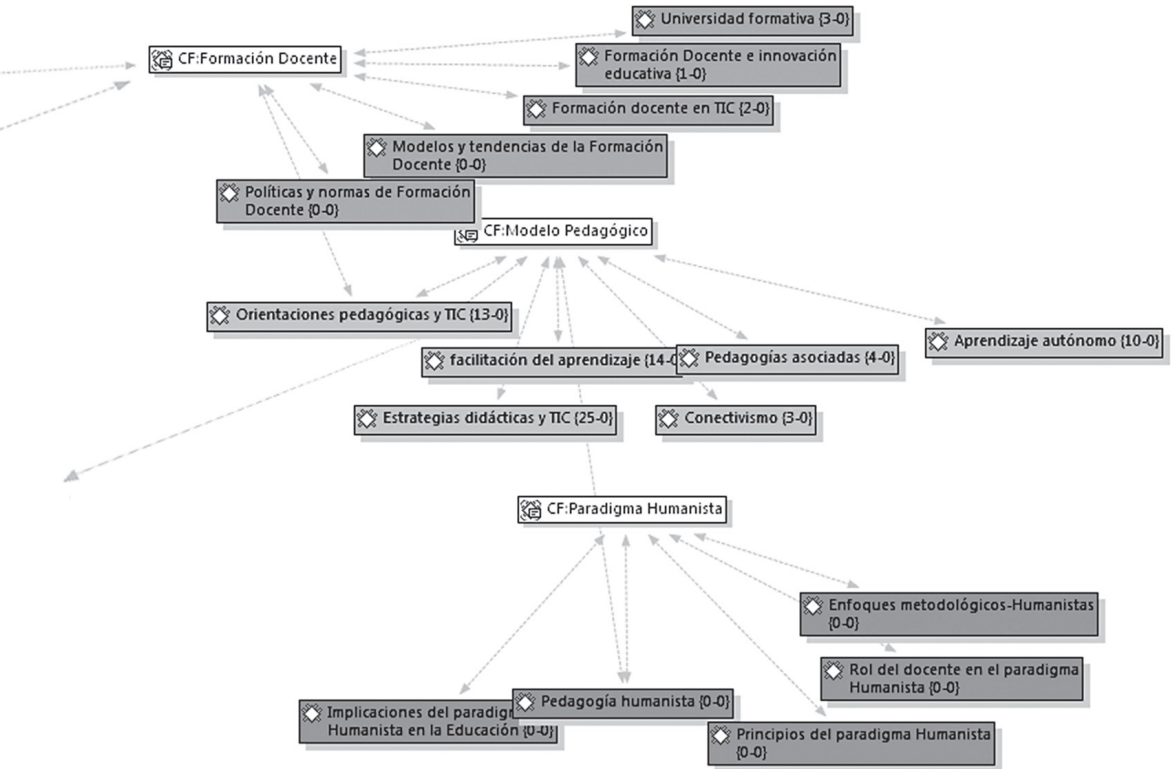 Universidad formativa {3-0}
CF:Formación Docente
Formación Docente e innovación
educativa {1-0}
Formación docente en TIC {2-0}
Modelos y tendencias de la Formación
Docente {0-0}
Políticas y normas de Formación
Docente {0-0}
CF:Modelo Pedagógico
Orientaciones pedagógicas y TIC {13-0}
Aprendizaje autónomo {10-0}
facilitación del aprendizaje {14-0
Pedagogías asociadas {4-0}
Estrategias didácticas y TIC {25-0}
Conectivismo {3-0}
CF:Paradigma Humanista
Enfoques metodológicos-Humanistas
{0-0}
Rol del docente en el paradigma
Humanista {0-0}
Pedagogía humanista {0-0}
Implicaciones del
Humanista en la Educación {0-0}
Principios del paradigma Humanista
{0-0}